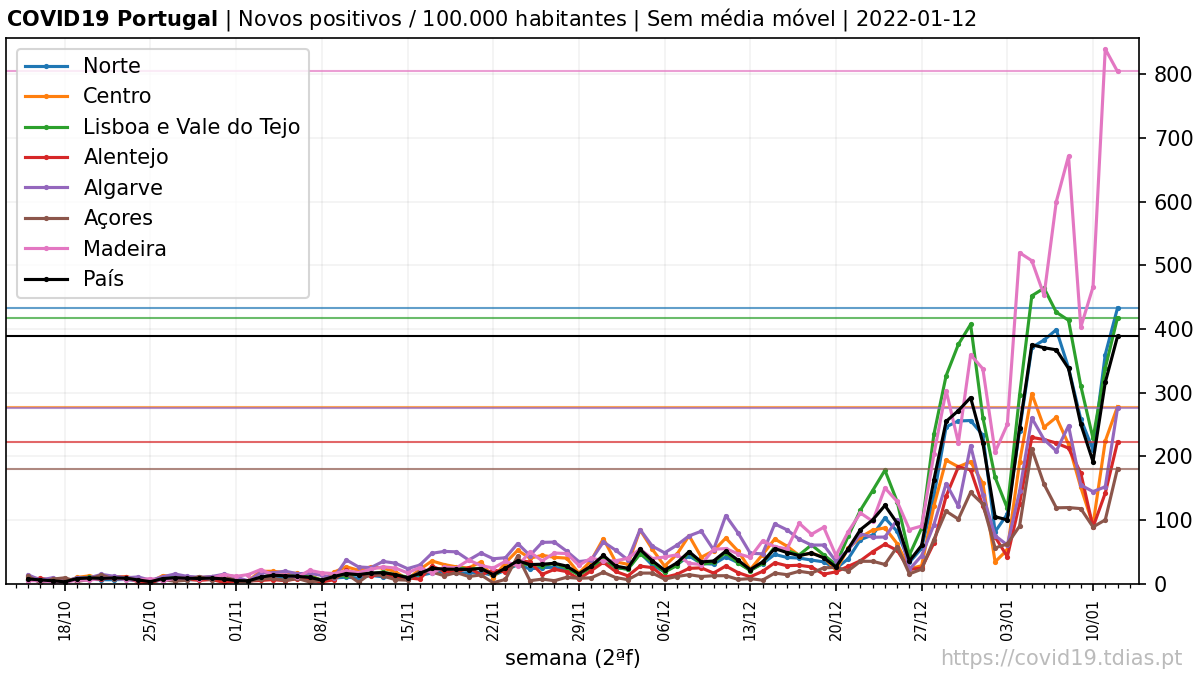 COVID19 Portugal | Novos positivos / 100.000 habitantes | Sem média móvel | 2022-01-12
Norte
Centro
Lisboa e Vale do Tejo
Alentejo
Algarve
Açores
Madeira
País
800
700
600
500
400
300
200
100
0
18/10
25/10
01/11
08/11
15/11
22/11
29/11
06/12
13/12
20/12
27/12
03/01
10/01
semana (2ªf)
https://covid19.tdias.pt